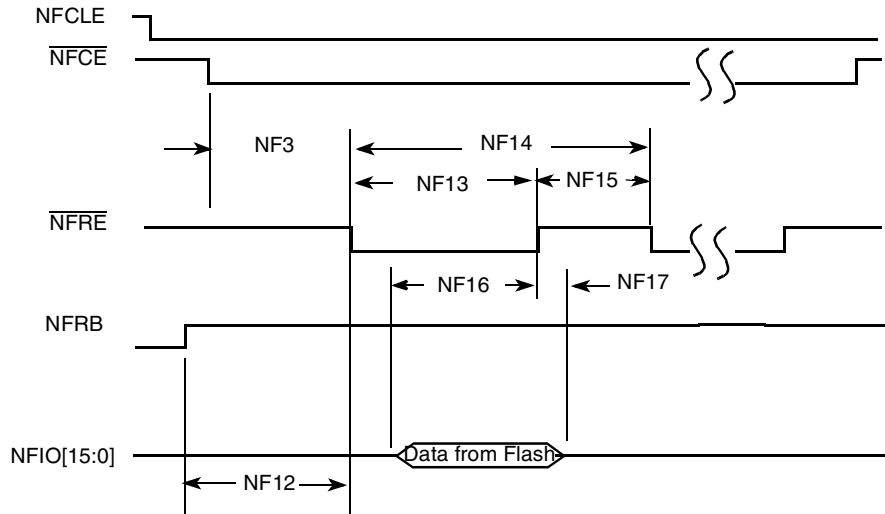 NFCLE
NFCE
NF3
NF14
NF13
NF15
NFRE
NF16
NF17
NFRB
NFIO[15:0]
Data from Flash
NF12